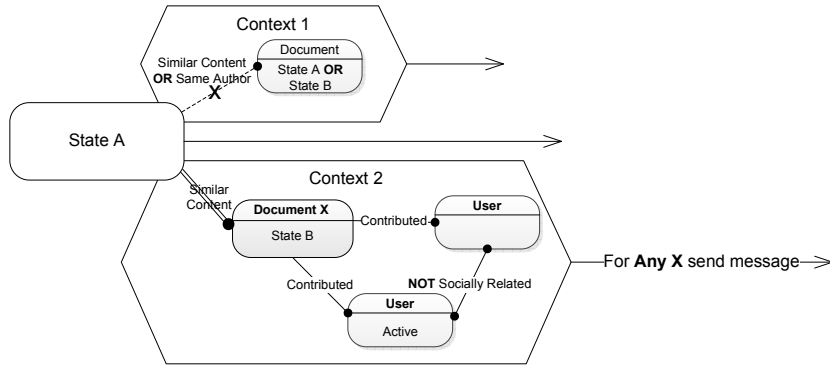 Context 1
Similar Content
OR Same Author
X
Document
State A OR
State B
State A
Context 2
Similar
Content
Document X
State B
Contributed
User
Contributed
NOT Socially Related
User
Active
For Any X send message